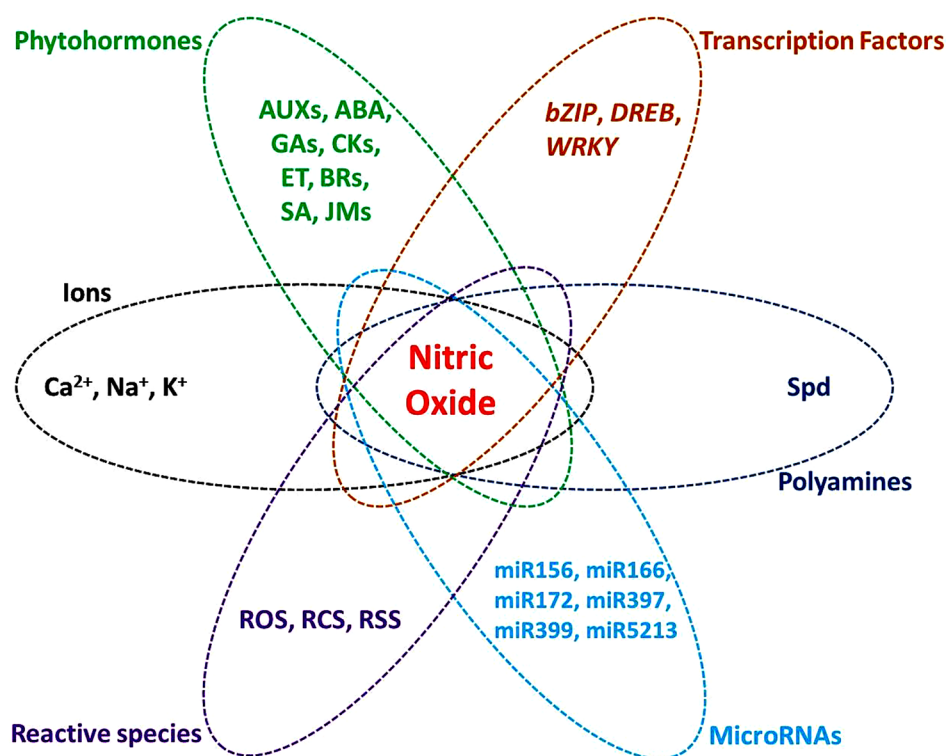 Phytohormones
Transcription Factors
AUXs, ABA,
GAs, CKs,
ET, BRs,
SA, JMs
bZIP, DREB,
WRKY
Ions
Ca²⁺, Na⁺, K⁺
Nitric
Oxide
Spd
Polyamines
ROS, RCS, RSS
miR156, miR166,
miR172, miR397,
miR399, miR5213
Reactive species
MicroRNAs